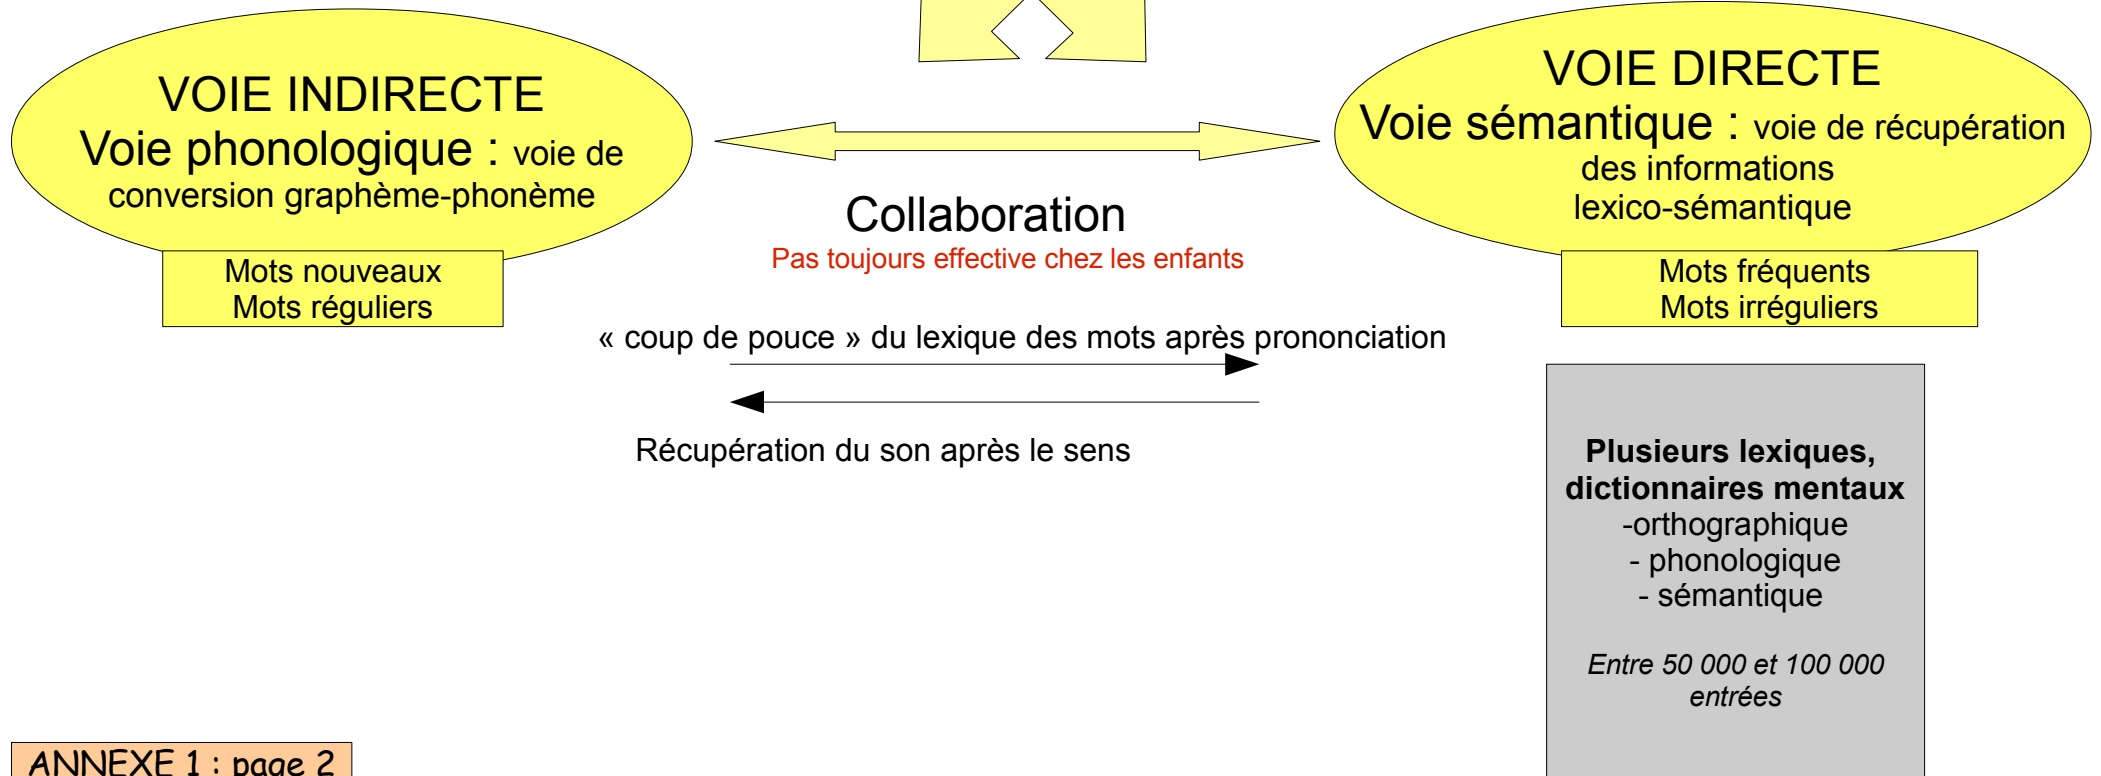 VOIE INDIRECTE
Voie phonologique : voie de
conversion graphème-phonème
Mots nouveaux
Mots réguliers
Collaboration
Pas toujours effective chez les enfants
VOIE DIRECTE
Voie sémantique : voie de récupération
des informations
lexico-sémantique
Mots fréquents
Mots irréguliers
« coup de pouce » du lexique des mots après prononciation
Récupération du son après le sens
Plusieurs lexiques,
dictionnaires mentaux
-orthographique
- phonologique
- sémantique
Entre 50 000 et 100 000
entrées
ANNEXE 1 : page 2